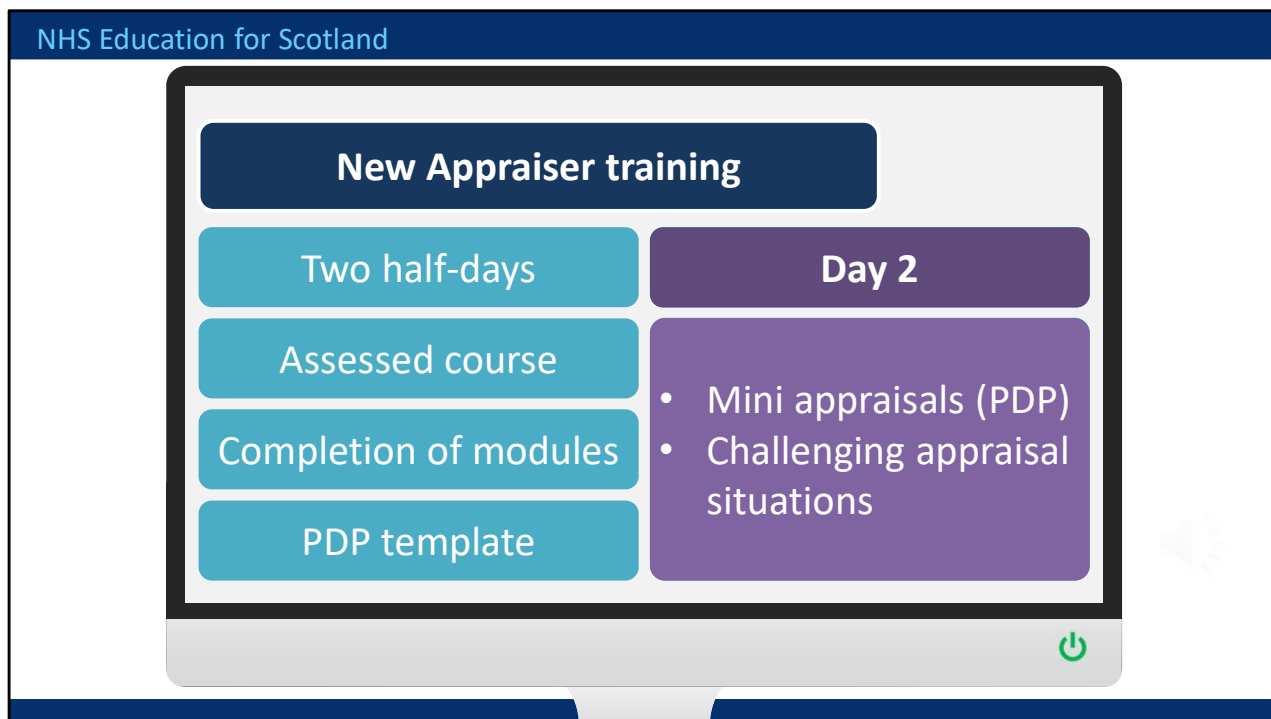 NHS Education for Scotland
New Appraiser training
Two half-days
Assessed course
Completion of modules
PDP template
Day 2
• Mini appraisals (PDP)
• Challenging appraisal
situations